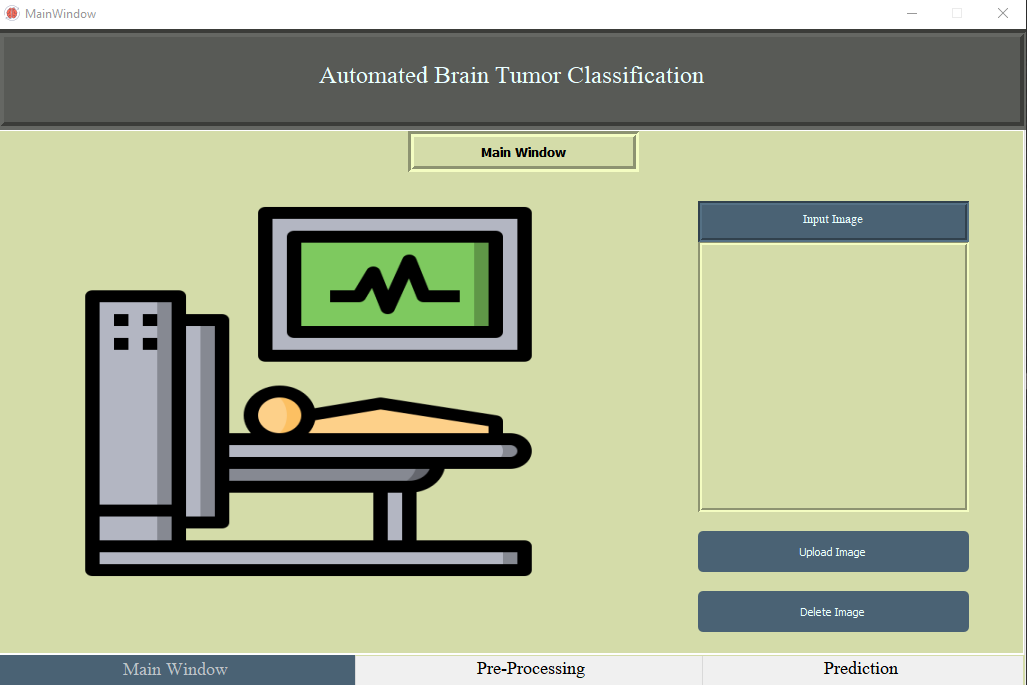 MainWindow
Automated Brain Tumor Classification
Main Window
Input Image
Upload Image
Delete Image
Main Window Pre-Processing Prediction